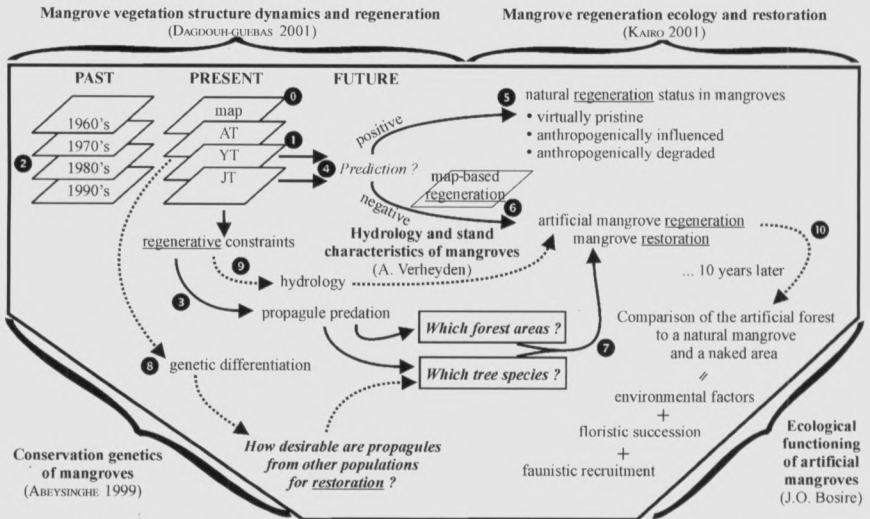 Mangrove vegetation structure dynamics and regeneration
(DAGDOUH-GUEBAS 2001)
Mangrove regeneration ecology and restoration
(KAIRO 2001)
PAST
PRESENT
FUTURE
0
map
1
AT
YT
JT
2
1960's
1970's
1980's
1990's
4
Prediction ?
positive
negative
5
natural regeneration status in mangroves
• virtually pristine
• anthropogenically influenced
• anthropogenically degraded
map-based
regeneration
6
artificial mangrove regeneration
mangrove restoration
10
... 10 years later
Hydrology and stand
characteristics of mangroves
(A. Verheyden)
regenerative constraints
9
hydrology
3
propagule predation
Which forest areas ?
Which tree species ?
7
8
genetic differentiation
How desirable are propagules
from other populations
for restoration ?
Comparison of the artificial forest
to a natural mangrove
and a naked area
//
environmental factors
+
floristic succession
+
faunistic recruitment
Conservation genetics
of mangroves
(ABEYSINGHE 1999)
Ecological
functioning
of artificial
mangroves
(J.O. Bosire)